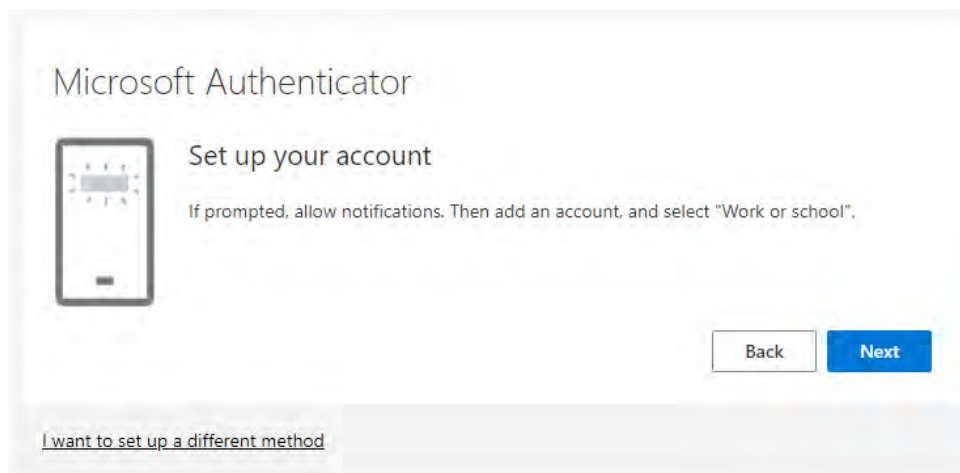 Microsoft Authenticator
Set up your account
If prompted, allow notifications. Then add an account, and select "Work or school".
Back
Next
I want to set up a different method